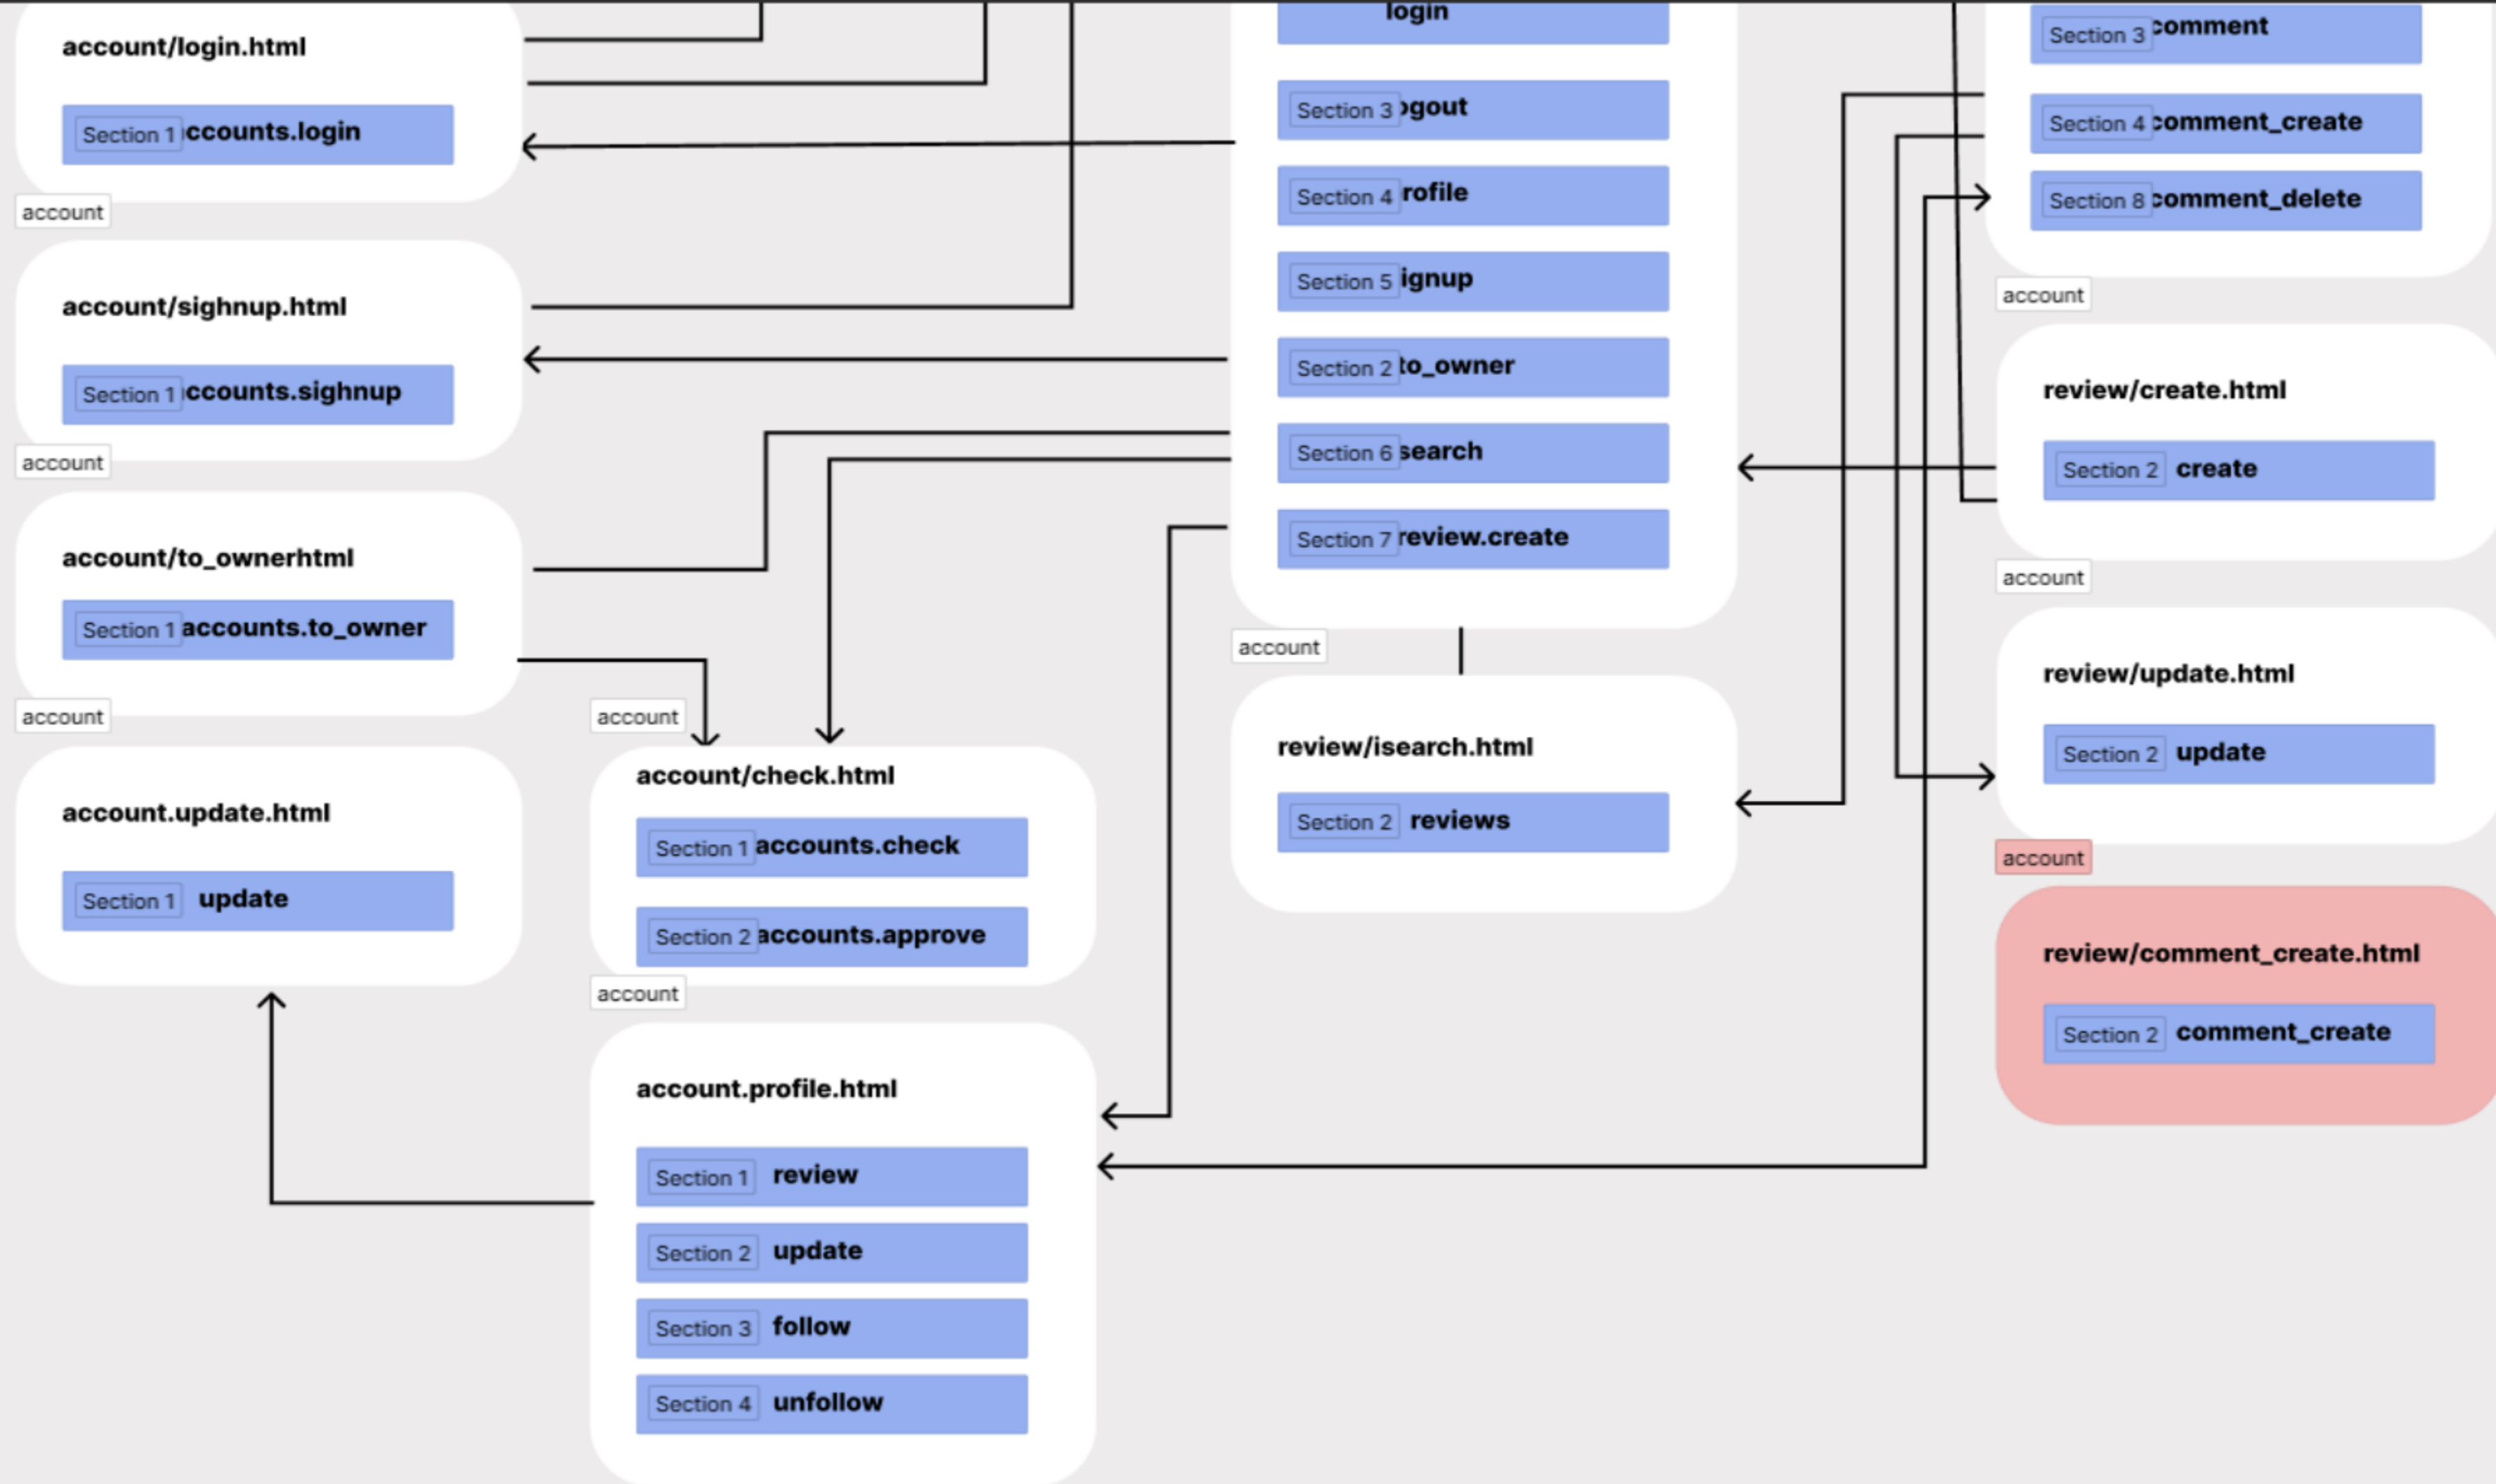 account/login.html
Section 1 ccounts.login
account
account/sighnup.html
Section 1 ccounts.sighnup
account
account/to_ownerhtml
Section 1 accounts.to_owner
account
account.update.html
Section 1 update
account
account/check.html
Section 1 accounts.check
Section 2 accounts.approve
account
account.profile.html
Section 1 review
Section 2 update
Section 3 follow
Section 4 unfollow
login
Section 3 ogout
Section 4 rofile
Section 5 ignup
Section 2 to_owner
Section 6 search
Section 7 review.create
account
review/isearch.html
Section 2 reviews
Section 3 comment
Section 4 comment_create
Section 8 comment_delete
account
review/create.html
Section 2 create
account
review/update.html
Section 2 update
account
review/comment_create.html
Section 2 comment_create